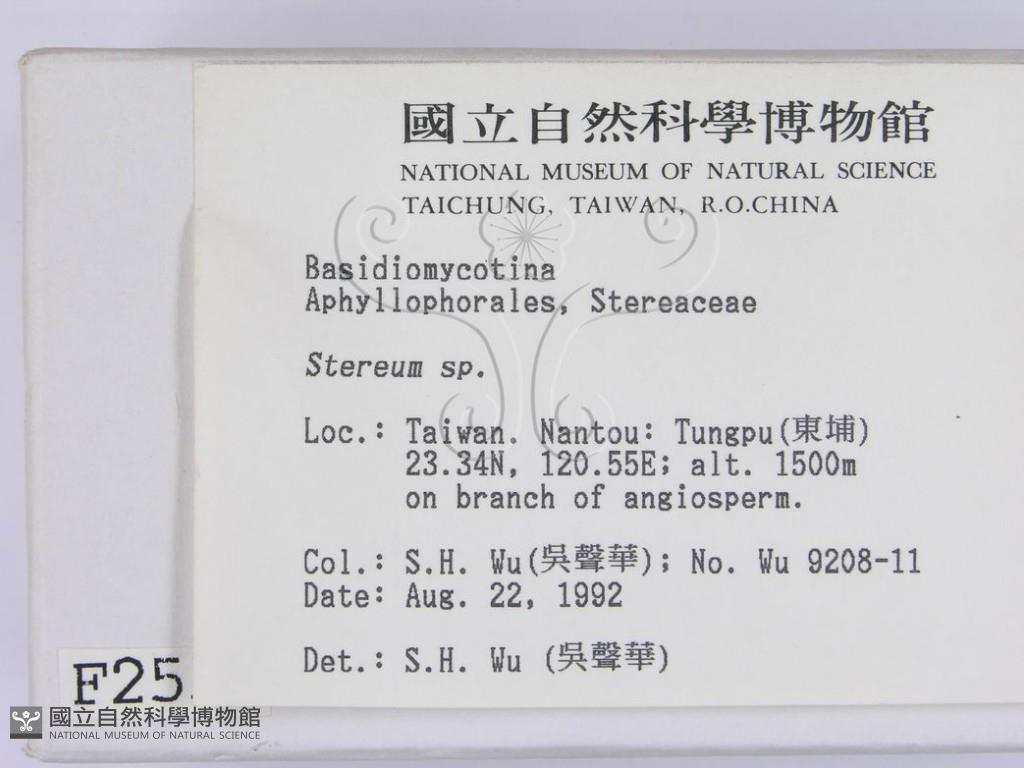 國立自然科學博物館
NATIONAL MUSEUM OF NATURAL SCIENCE
TAICHUNG, TAIWAN, R.O.CHINA
Basidiomycotina
Aphyllophorales, Stereaceae
Stereum sp.
Loc.: Taiwan. Nantou: Tungpu(東埔)
23.34N, 120.55E; alt. 1500m
on branch of angiosperm.
Col.: S.H. Wu(吳聲華); No. Wu 9208-11
Date: Aug. 22, 1992
Det.: S.H. Wu (吳聲華)
F25
國立自然科學博物館
NATIONAL MUSEUM OF NATURAL SCIENCE